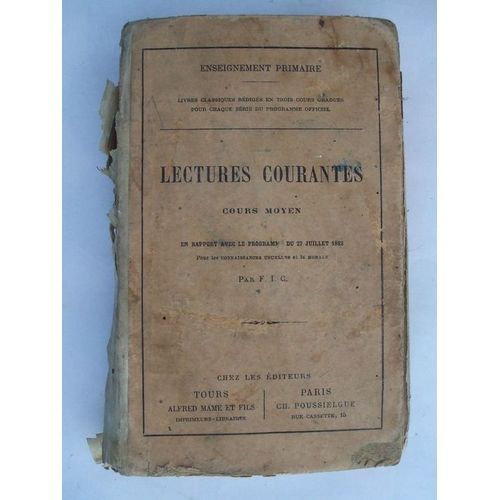 ENSEIGNEMENT PRIMAIRE
LIVRES CLASSIQUES RÉDIGÉS EN TROIS COURS GRADUÉS
POUR CHAQUE SÉRIE DU PROGRAMME OFFICIEL
LECTURES COURANTES
COURS MOYEN
EN RAPPORT AVEC LE PROGRAMME DU 27 JUILLET 1882
Pour les CONNAISSANCES USUELLES et la MORALE
PAR F. I. C.
CHEZ LES ÉDITEURS
TOURS
ALFRED MAME ET FILS
IMPRIMEURS-LIBRAIRES
PARIS
CH. POUSSIELGUE
RUE CASSETTE, 15